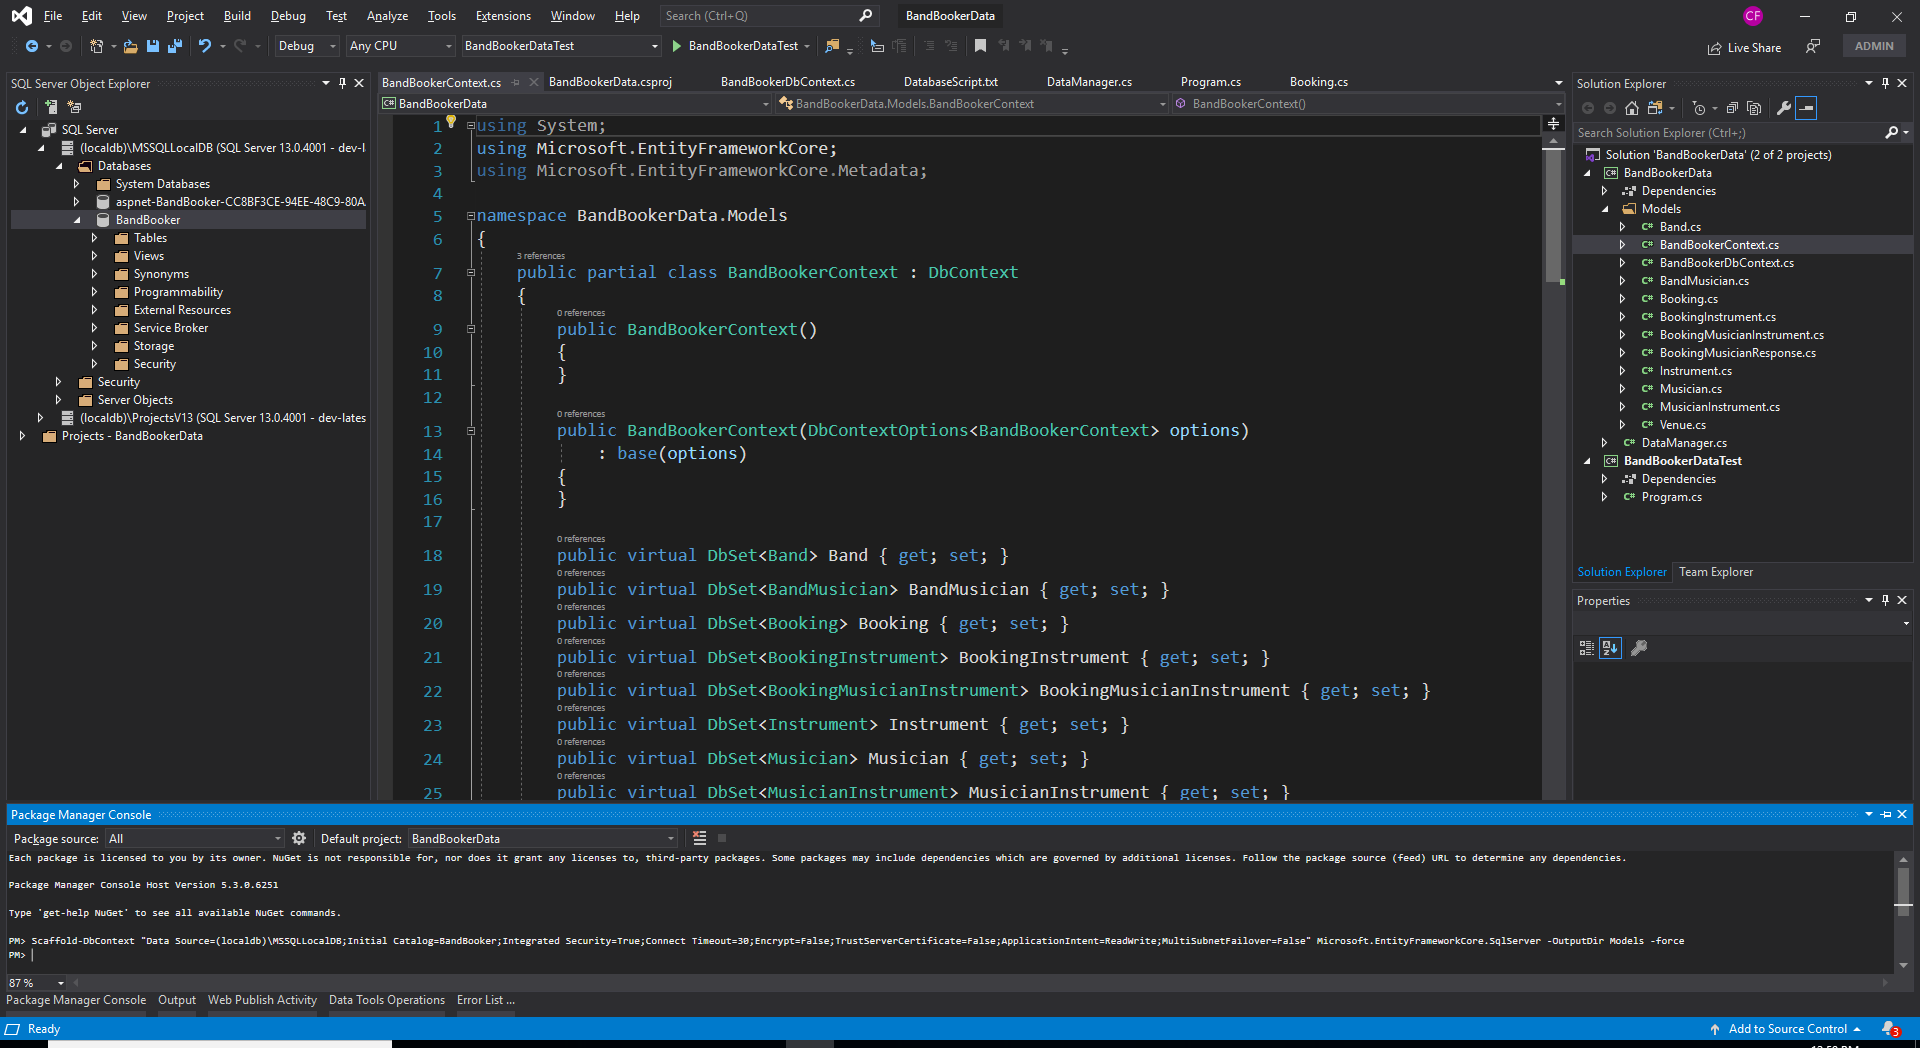 File Edit View Project Build Debug Test Analyze Tools Extensions Window Help Search (Ctrl+Q) BandBookerData CF
Debug Any CPU BandBookerDataTest BandBookerDataTest Live Share ADMIN
SQL Server Object Explorer
SQL Server
(localdb)\MSSQLLocalDB (SQL Server 13.0.4001 - dev-l
Databases
System Databases
aspnet-BandBooker-CC8BF3CE-94EE-48C9-80A
BandBooker
Tables
Views
Synonyms
Programmability
External Resources
Service Broker
Storage
Security
Security
Server Objects
(localdb)\ProjectsV13 (SQL Server 13.0.4001 - dev-lates
Projects - BandBookerData
BandBookerContext.cs BandBookerData.csproj BandBookerDbContext.cs DatabaseScript.txt DataManager.cs Program.cs Booking.cs
BandBookerData BandBookerData.Models.BandBookerContext BandBookerContext()
1 using System;
2 using Microsoft.EntityFrameworkCore;
3 using Microsoft.EntityFrameworkCore.Metadata;
4
5 namespace BandBookerData.Models
6 {
3 references
7 public partial class BandBookerContext : DbContext
8 {
0 references
9 public BandBookerContext()
10 {
11 }
12
0 references
13 public BandBookerContext(DbContextOptions<BandBookerContext> options)
14 : base(options)
15 {
16 }
17
0 references
18 public virtual DbSet<Band> Band { get; set; }
0 references
19 public virtual DbSet<BandMusician> BandMusician { get; set; }
0 references
20 public virtual DbSet<Booking> Booking { get; set; }
0 references
21 public virtual DbSet<BookingInstrument> BookingInstrument { get; set; }
0 references
22 public virtual DbSet<BookingMusicianInstrument> BookingMusicianInstrument { get; set; }
0 references
23 public virtual DbSet<Instrument> Instrument { get; set; }
0 references
24 public virtual DbSet<Musician> Musician { get; set; }
0 references
25 public virtual DbSet<MusicianInstrument> MusicianInstrument { get; set; }
Solution Explorer
Search Solution Explorer (Ctrl+;)
Solution 'BandBookerData' (2 of 2 projects)
BandBookerData
Dependencies
Models
Band.cs
BandBookerContext.cs
BandBookerDbContext.cs
BandMusician.cs
Booking.cs
BookingInstrument.cs
BookingMusicianInstrument.cs
BookingMusicianResponse.cs
Instrument.cs
Musician.cs
MusicianInstrument.cs
Venue.cs
DataManager.cs
BandBookerDataTest
Dependencies
Program.cs
Solution Explorer Team Explorer
Properties
Package Manager Console
Package source: All Default project: BandBookerData
Each package is licensed to you by its owner. NuGet is not responsible for, nor does it grant any licenses to, third-party packages. Some packages may include dependencies which are governed by additional licenses. Follow the package source (feed) URL to determine any dependencies.
Package Manager Console Host Version 5.3.0.6251
Type 'get-help NuGet' to see all available NuGet commands.
PM> Scaffold-DbContext "Data Source=(localdb)\MSSQLLocalDB;Initial Catalog=BandBooker;Integrated Security=True;Connect Timeout=30;Encrypt=False;TrustServerCertificate=False;ApplicationIntent=ReadWrite;MultiSubnetFailover=False" Microsoft.EntityFrameworkCore.SqlServer -OutputDir Models -force
PM>
87 %
Package Manager Console Output Web Publish Activity Data Tools Operations Error List ...
Ready Add to Source Control 3